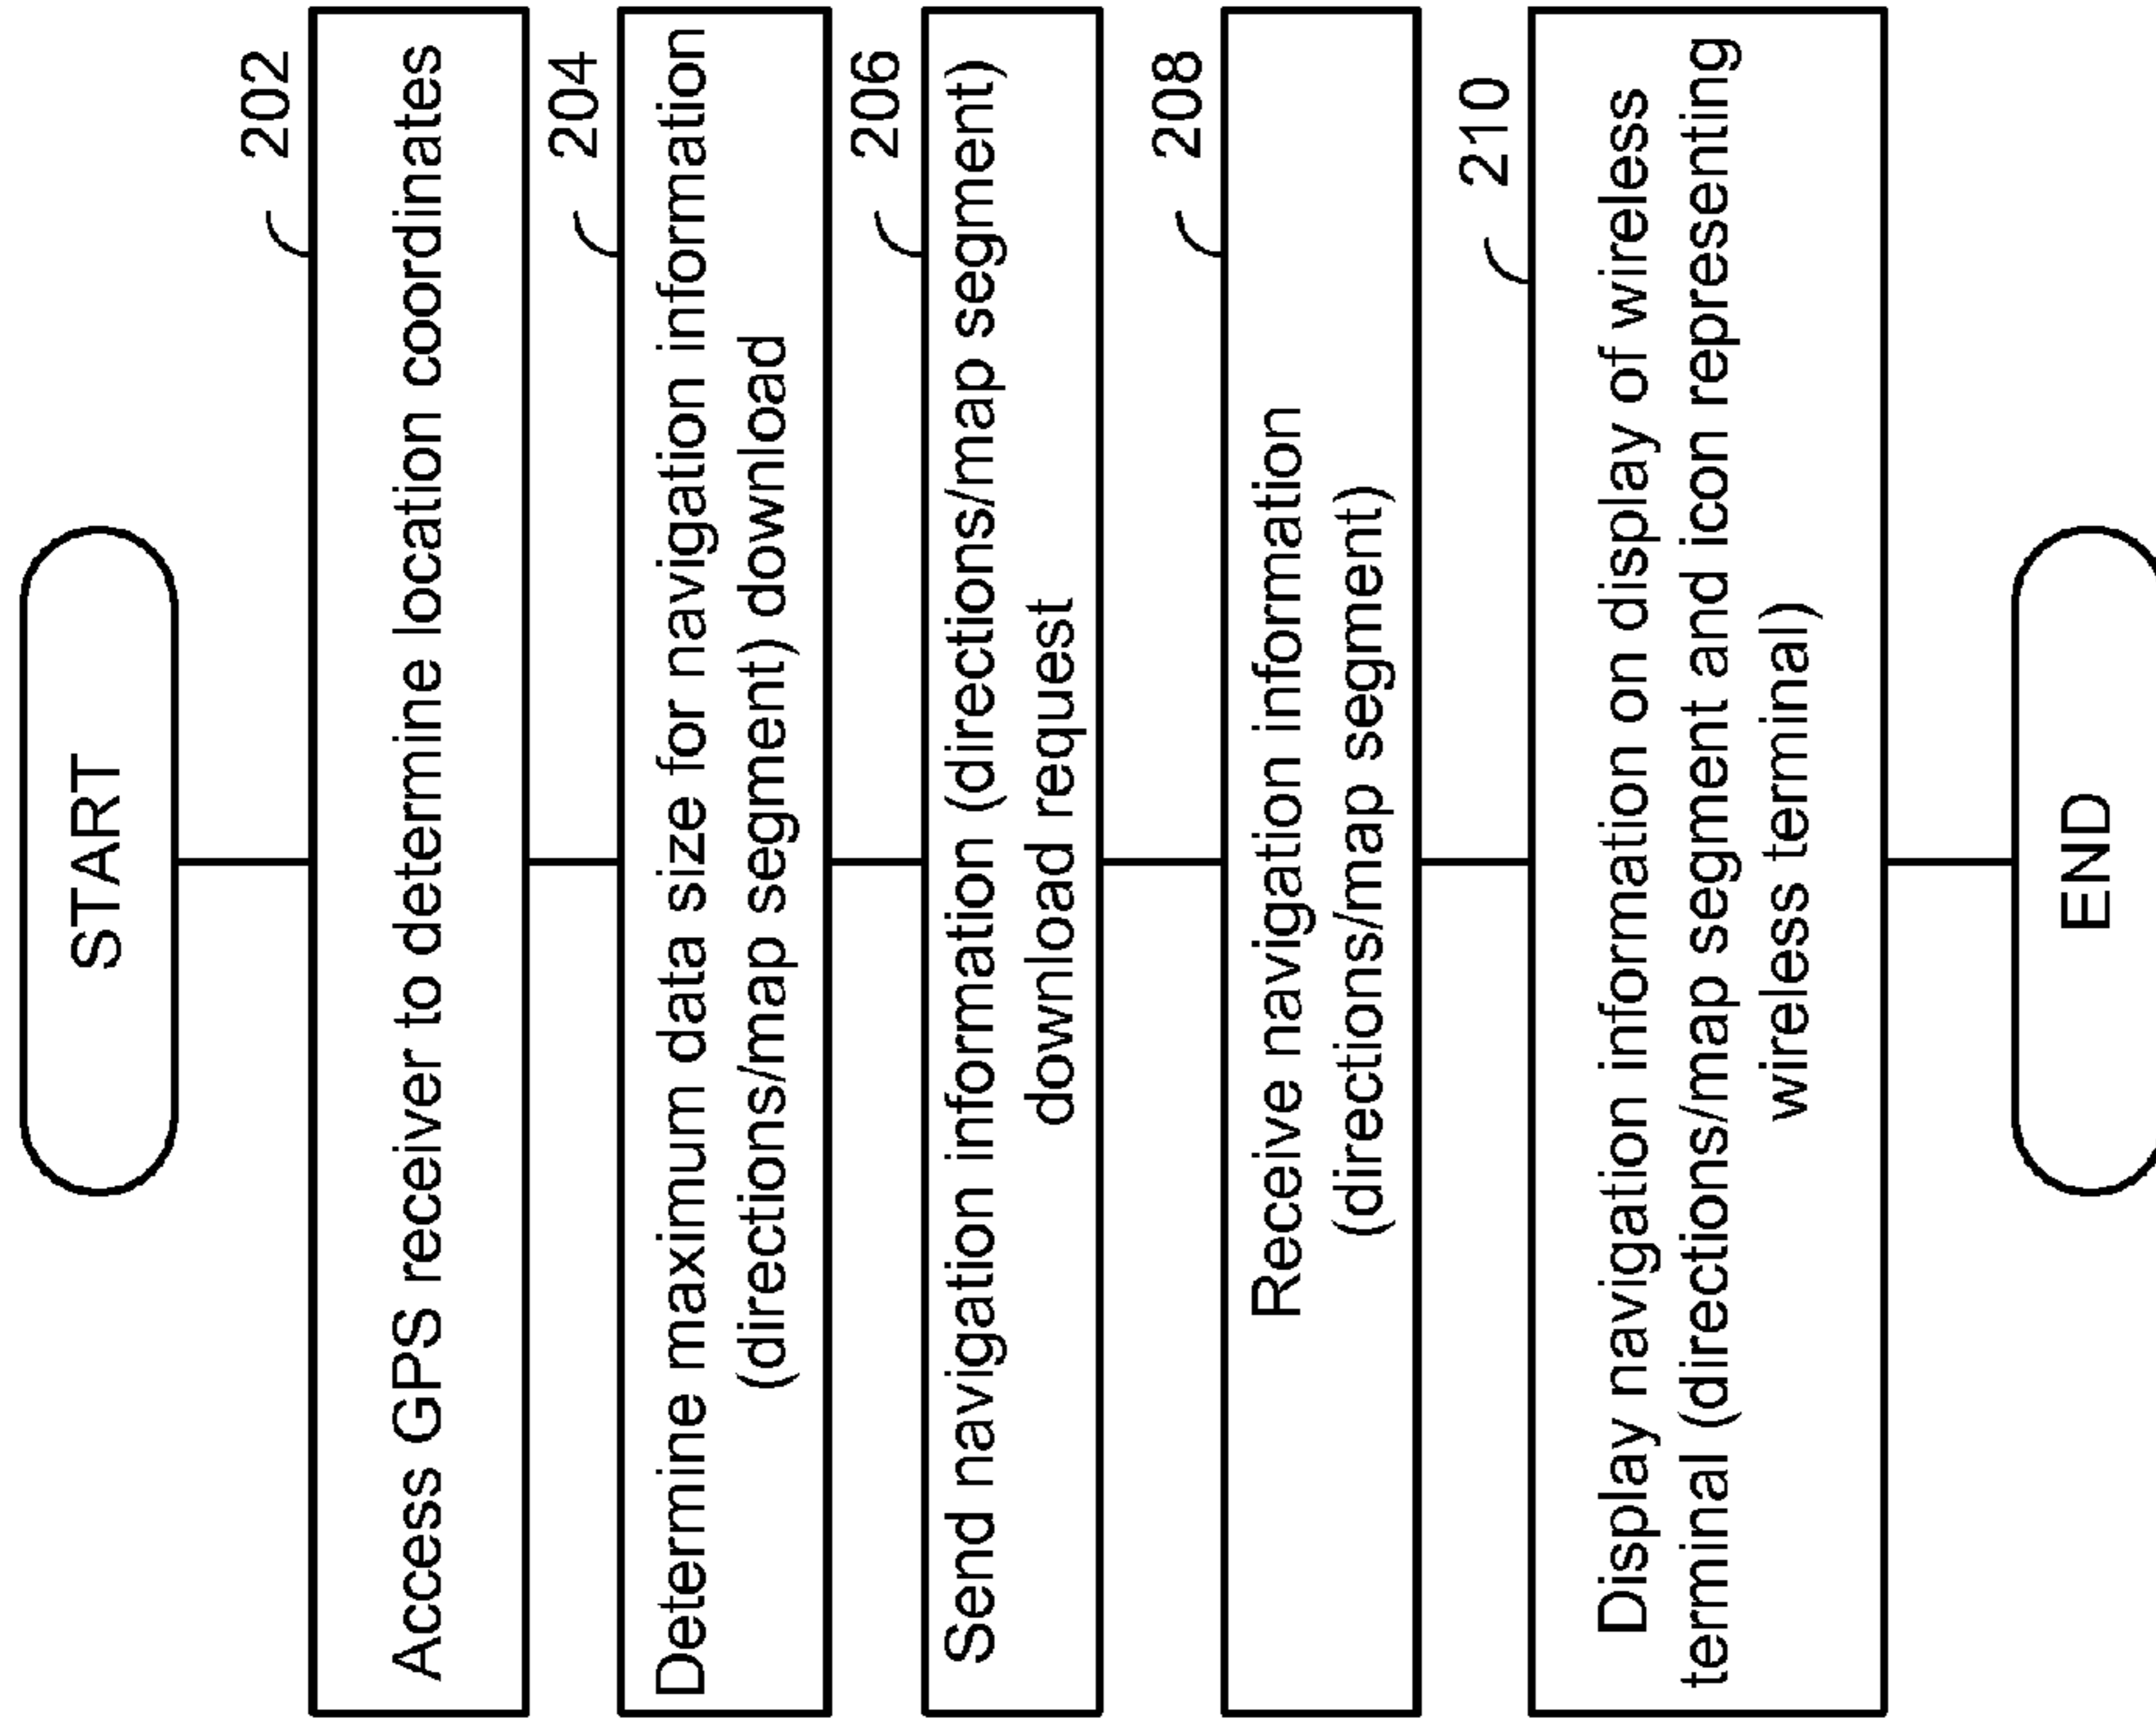 START
202
Access GPS receiver to determine location coordinates
204
Determine maximum data size for navigation information
(directions/map segment) download
206
Send navigation information (directions/map segment)
download request
208
Receive navigation information
(directions/map segment)
210
Display navigation information on display of wireless
terminal (directions/map segment and icon representing
wireless terminal)
END